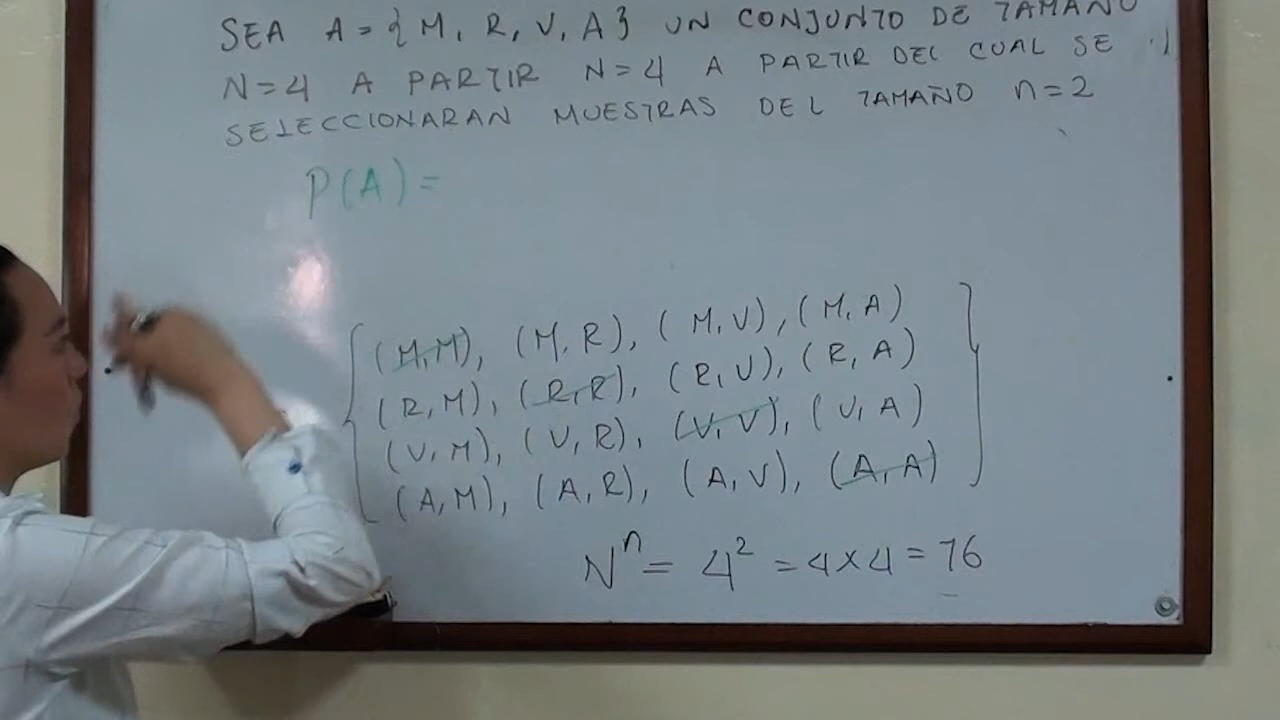 SEA A = { M, R, V, A } UN CONJUNTO DE TAMAÑO
N = 4 A PARTIR N = 4 A PARTIR DEL CUAL SE
SELECCIONARAN MUESTRAS DEL TAMAÑO n = 2
P(A) =
(M, M), (M, R), (M, V), (M, A)
(R, M), (R, R), (R, V), (R, A)
(V, M), (V, R), (V, V), (V, A)
(A, M), (A, R), (A, V), (A, A)
Nⁿ = 4² = 4 x 4 = 16